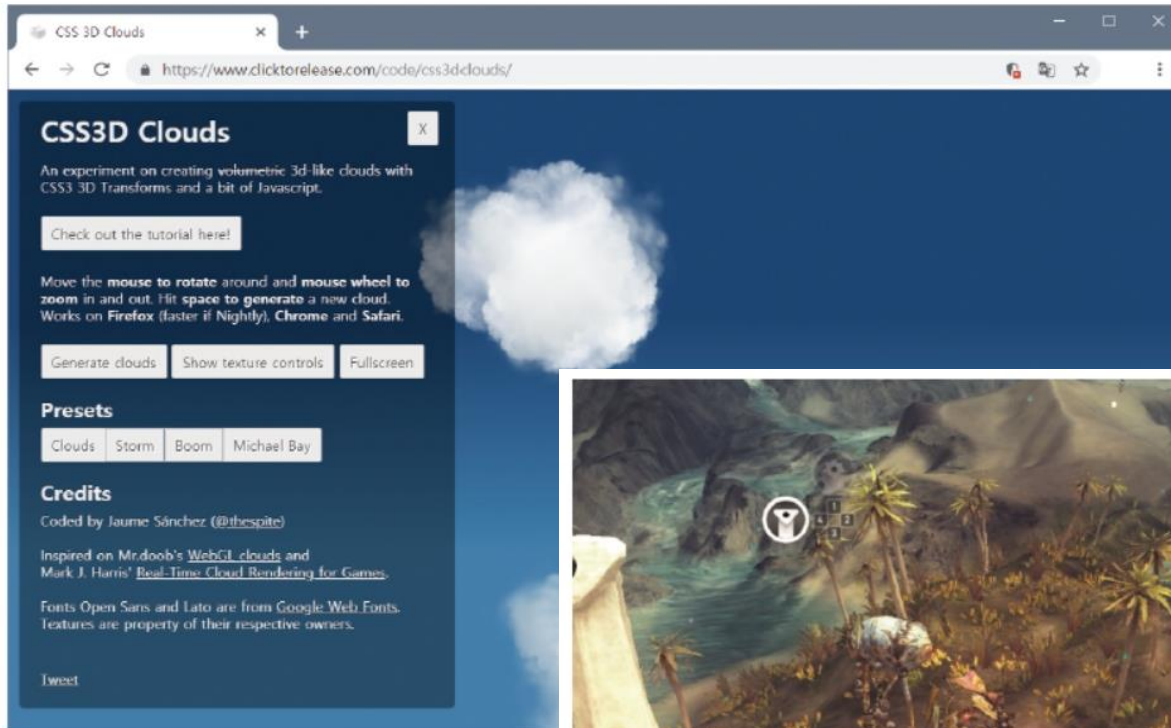 CSS 3D Clouds
https://www.clicktorelease.com/code/css3dclouds/
CSS3D Clouds
X
An experiment on creating volumetric 3d-like clouds with
CSS3 3D Transforms and a bit of Javascript.
Check out the tutorial here!
Move the mouse to rotate around and mouse wheel to
zoom in and out. Hit space to generate a new cloud.
Works on Firefox (faster if Nightly), Chrome and Safari.
Generate clouds Show texture controls Fullscreen
Presets
Clouds Storm Boom Michael Bay
Credits
Coded by Jaume Sánchez (@thespite)
Inspired on Mr.doob's WebGL clouds and
Mark J. Harris' Real-Time Cloud Rendering for Games.
Fonts Open Sans and Lato are from Google Web Fonts.
Textures are property of their respective owners.
Tweet
1
4 2
3